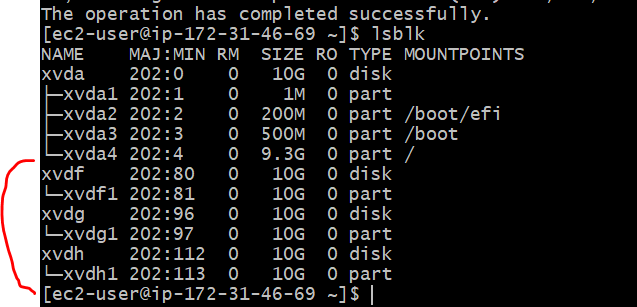 The operation has completed successfully.
[ec2-user@ip-172-31-46-69 ~]$ lsblk
NAME    MAJ:MIN RM  SIZE RO TYPE MOUNTPOINTS
xvda    202:0    0   10G  0 disk
├─xvda1 202:1    0    1M  0 part
├─xvda2 202:2    0  200M  0 part /boot/efi
├─xvda3 202:3    0  500M  0 part /boot
└─xvda4 202:4    0  9.3G  0 part /
xvdf    202:80   0   10G  0 disk
└─xvdf1 202:81   0   10G  0 part
xvdg    202:96   0   10G  0 disk
└─xvdg1 202:97   0   10G  0 part
xvdh    202:112  0   10G  0 disk
└─xvdh1 202:113  0   10G  0 part
[ec2-user@ip-172-31-46-69 ~]$